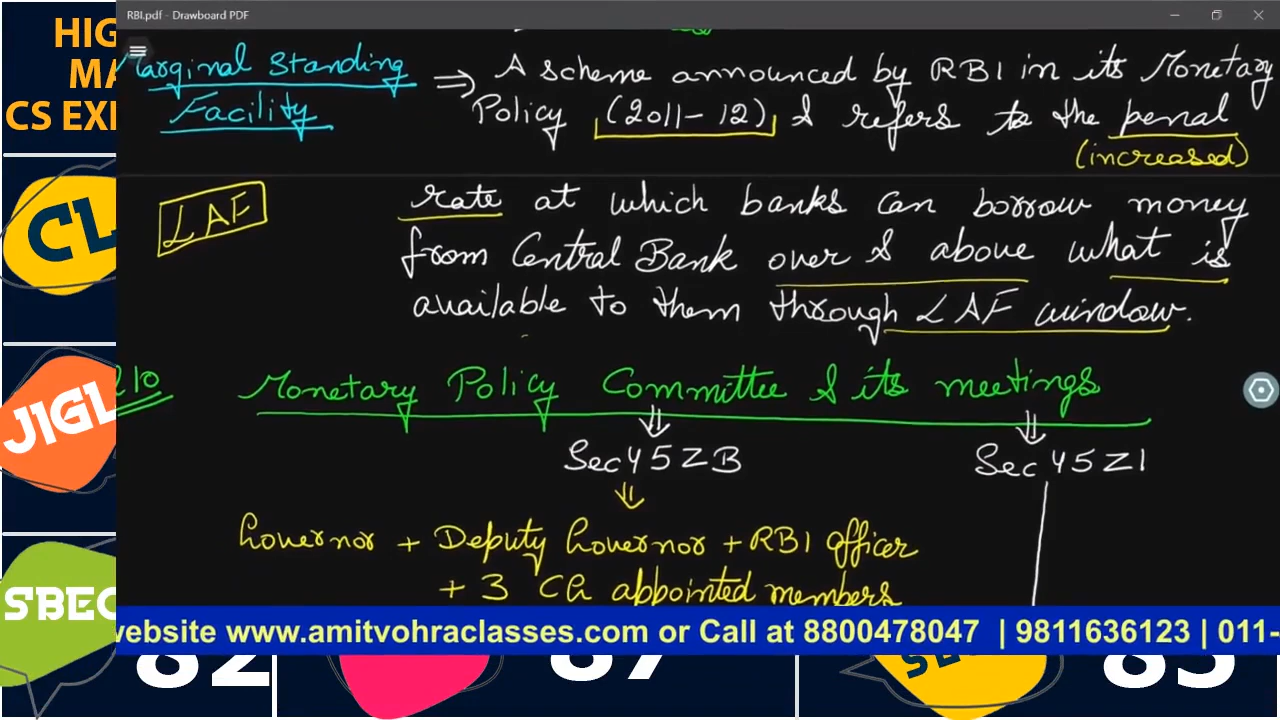 RBI.pdf - Drawboard PDF
HIG
MA
CS EXE
CL
JIGL
SBEC
Marginal Standing
Facility
⇒ A scheme announced by RBI in its Monetary
Policy (2011-12) & refers to the penal
(increased)
LAF
rate at which banks can borrow money
from Central Bank over & above what is
available to them through LAF window.
Monetary Policy Committee & its meetings
Sec 45ZB
Sec 45ZI
Governor + Deputy Governor + RBI officer
+ 3 CG appointed members
website www.amitvohraclasses.com or Call at 8800478047 | 9811636123 | 011-
82
87
85